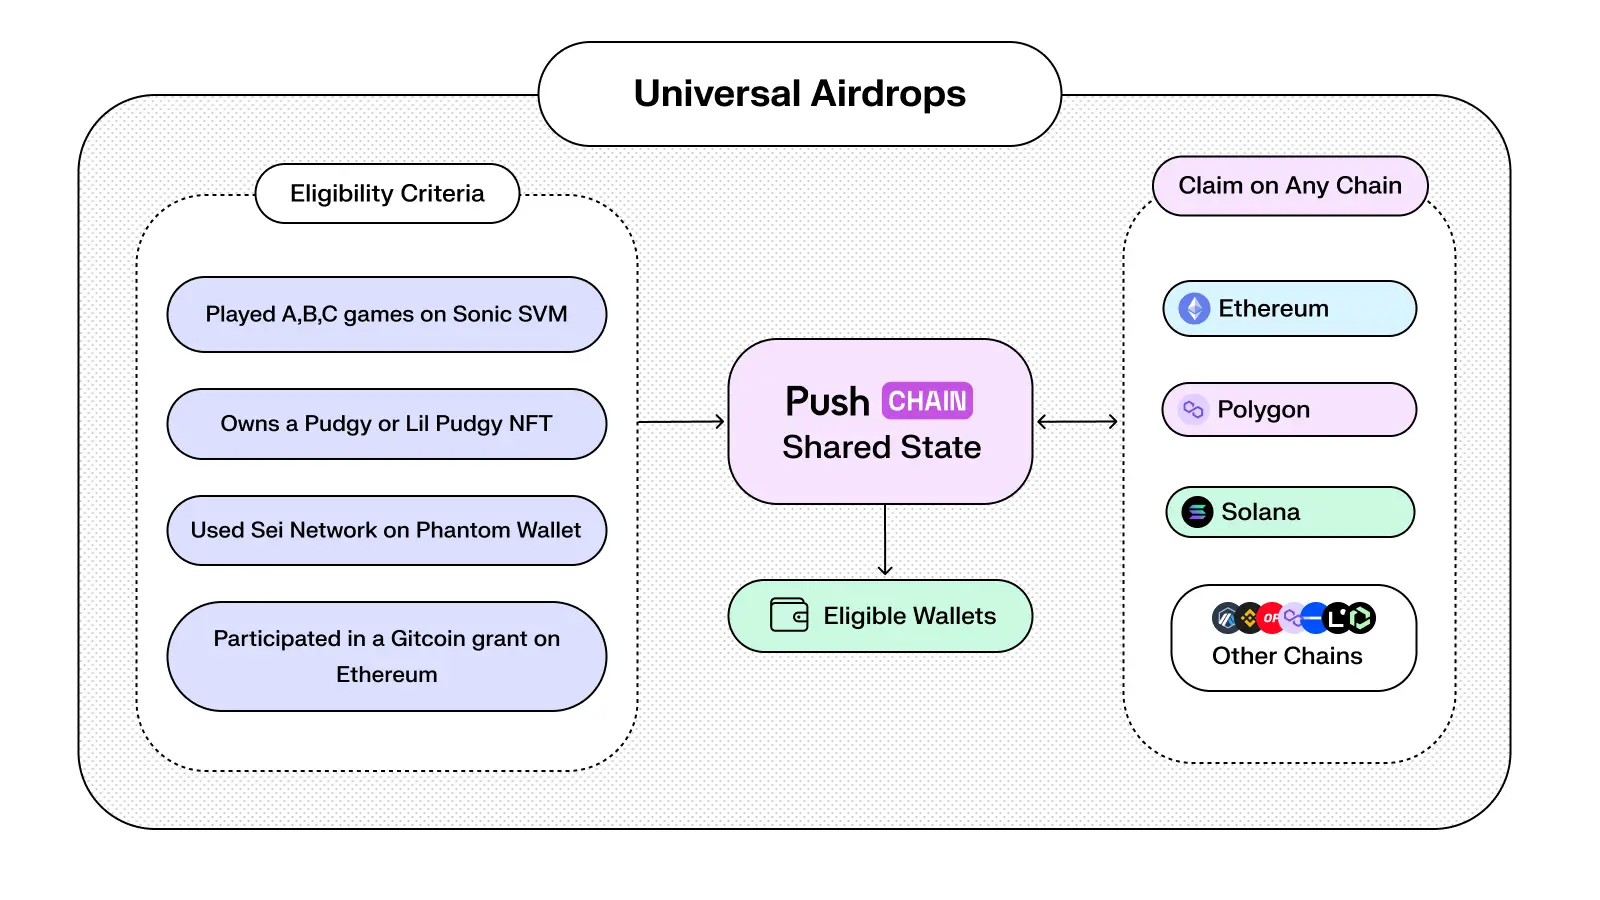 Universal Airdrops
Eligibility Criteria
Played A,B,C games on Sonic SVM
Owns a Pudgy or Lil Pudgy NFT
Used Sei Network on Phantom Wallet
Participated in a Gitcoin grant on
Ethereum
Push CHAIN
Shared State
Eligible Wallets
Claim on Any Chain
Ethereum
Polygon
Solana
OP
Other Chains